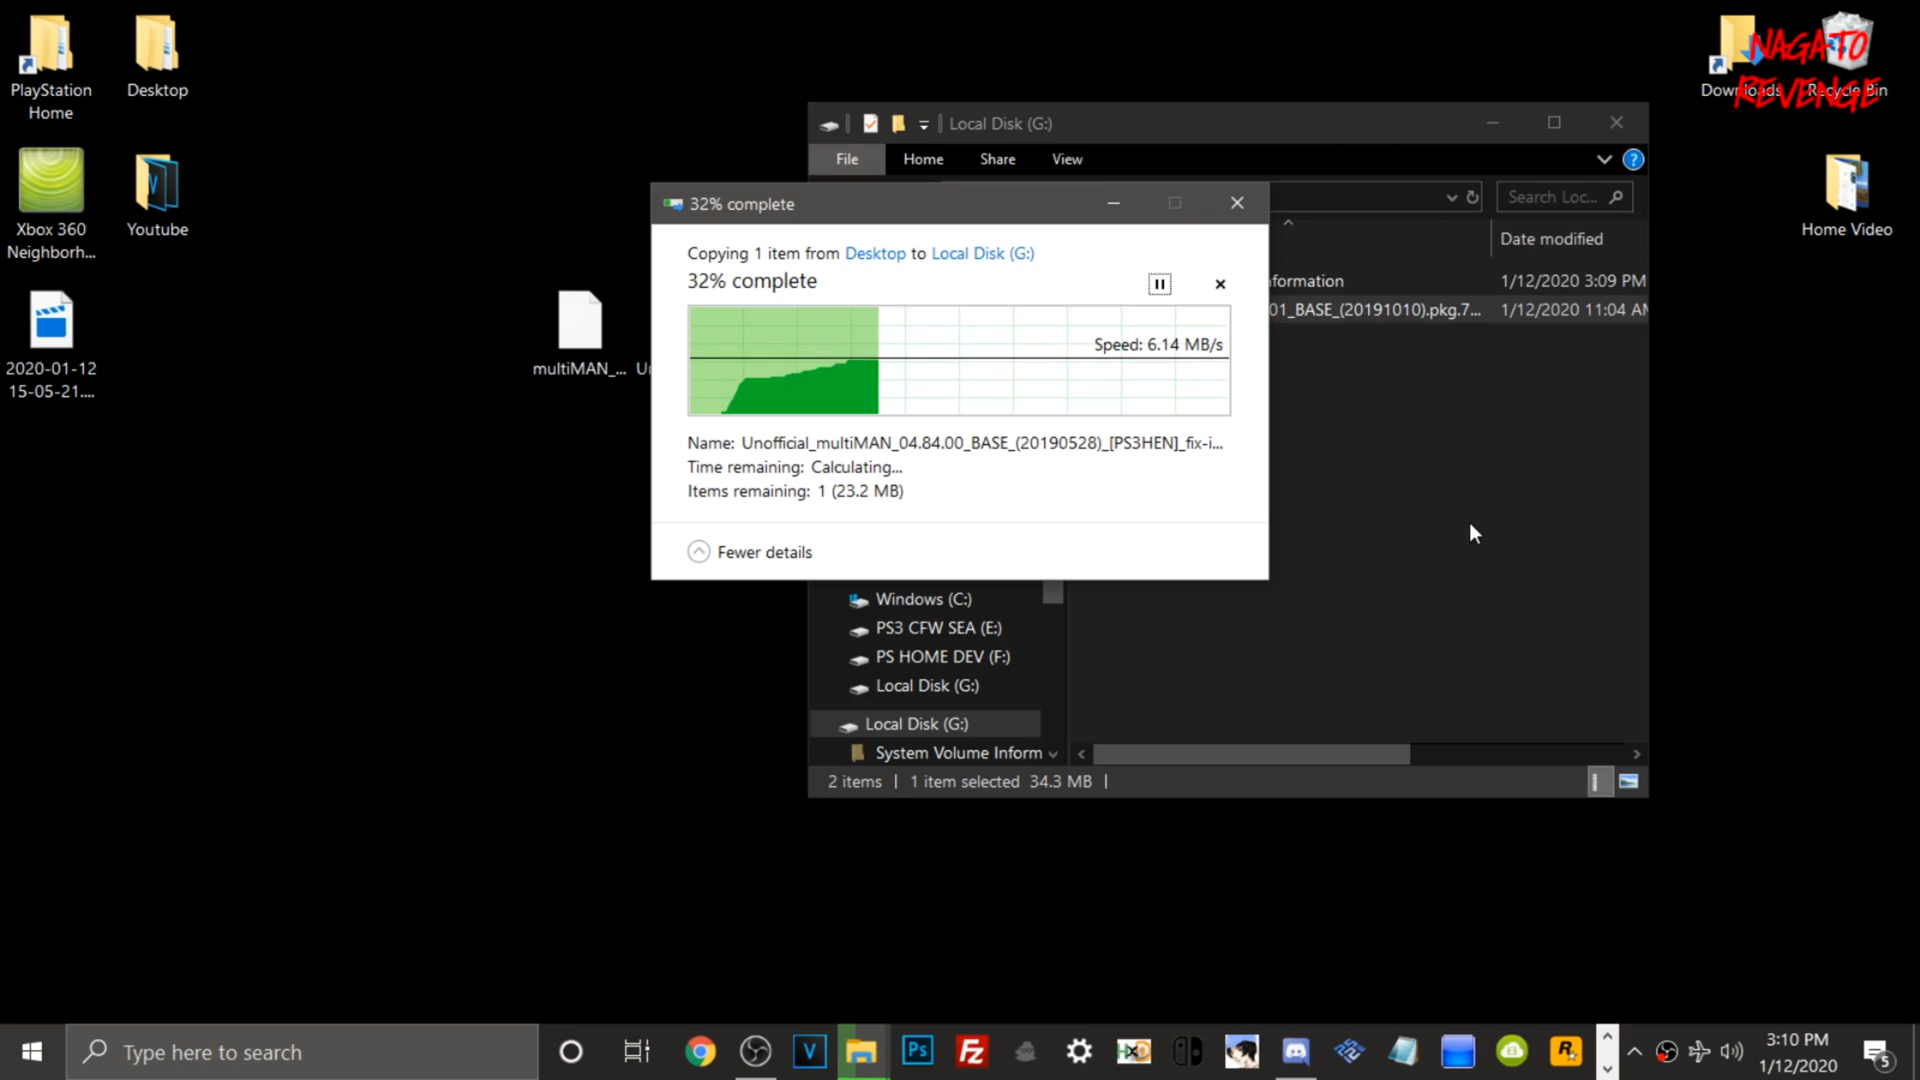 PlayStation
Home
Desktop
NAGATO
REVENGE
Downloads
Recycle Bin
Xbox 360
Neighborh...
Youtube
Home Video
2020-01-12
15-05-21....
multiMAN_...
Local Disk (G:)
File
Home
Share
View
Search Loc...
Date modified
1/12/2020 3:09 PM
01_BASE_(20191010).pkg.7...
1/12/2020 11:04 AM
32% complete
Copying 1 item from Desktop to Local Disk (G:)
32% complete
Speed: 6.14 MB/s
Name: Unofficial_multiMAN_04.84.00_BASE_(20190528)_[PS3HEN]_fix-i...
Time remaining: Calculating...
Items remaining: 1 (23.2 MB)
Fewer details
Windows (C:)
PS3 CFW SEA (E:)
PS HOME DEV (F:)
Local Disk (G:)
Local Disk (G:)
System Volume Inform
2 items | 1 item selected 34.3 MB |
Type here to search
V
Ps
Fz
HxD
R
3:10 PM
1/12/2020
5